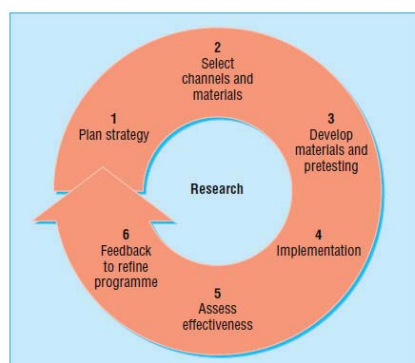 1
Plan strategy
2
Select
channels and
materials
3
Develop
materials and
pretesting
4
Implementation
5
Assess
effectiveness
6
Feedback
to refine
programme
Research